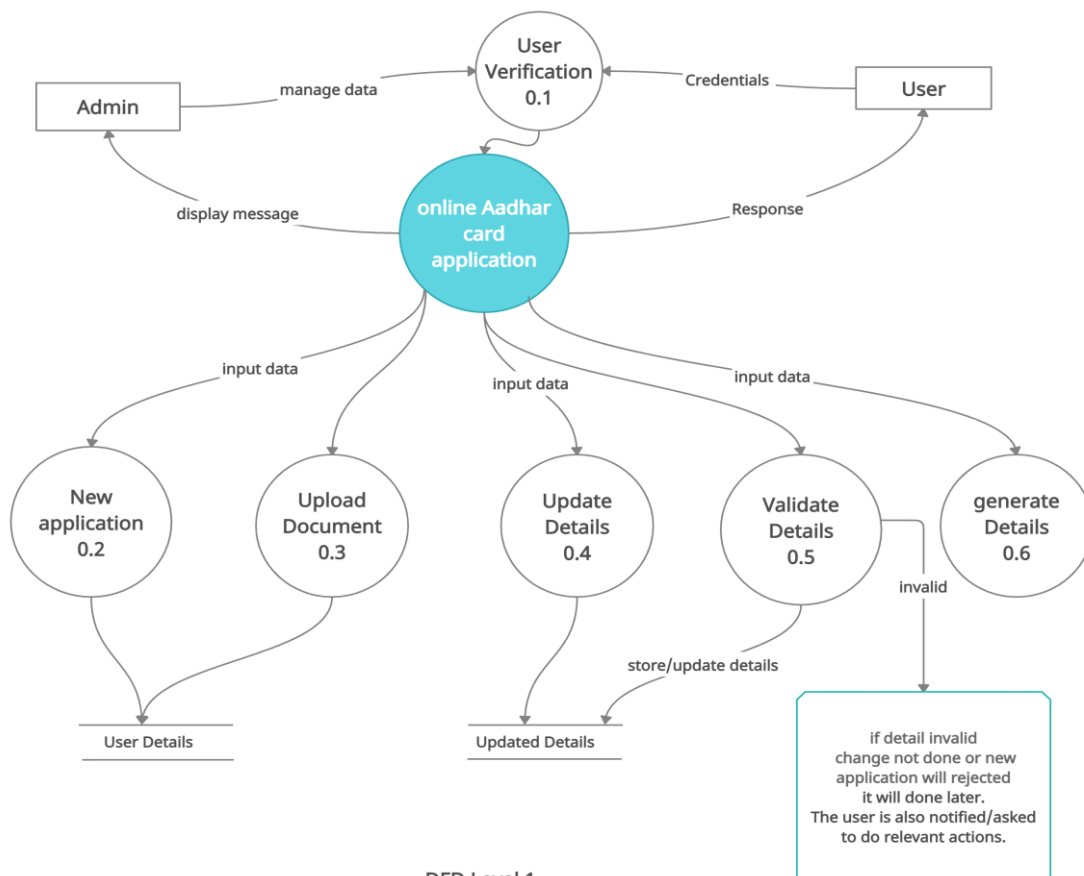 User
Verification
0.1
manage data
Credentials
Admin
User
online Aadhar
card
application
display message
Response
input data
input data
input data
New
application
0.2
Upload
Document
0.3
Update
Details
0.4
Validate
Details
0.5
generate
Details
0.6
invalid
store/update details
User Details
Updated Details
if detail invalid
change not done or new
application will rejected
it will done later.
The user is also notified/asked
to do relevant actions.
DFD Level 1